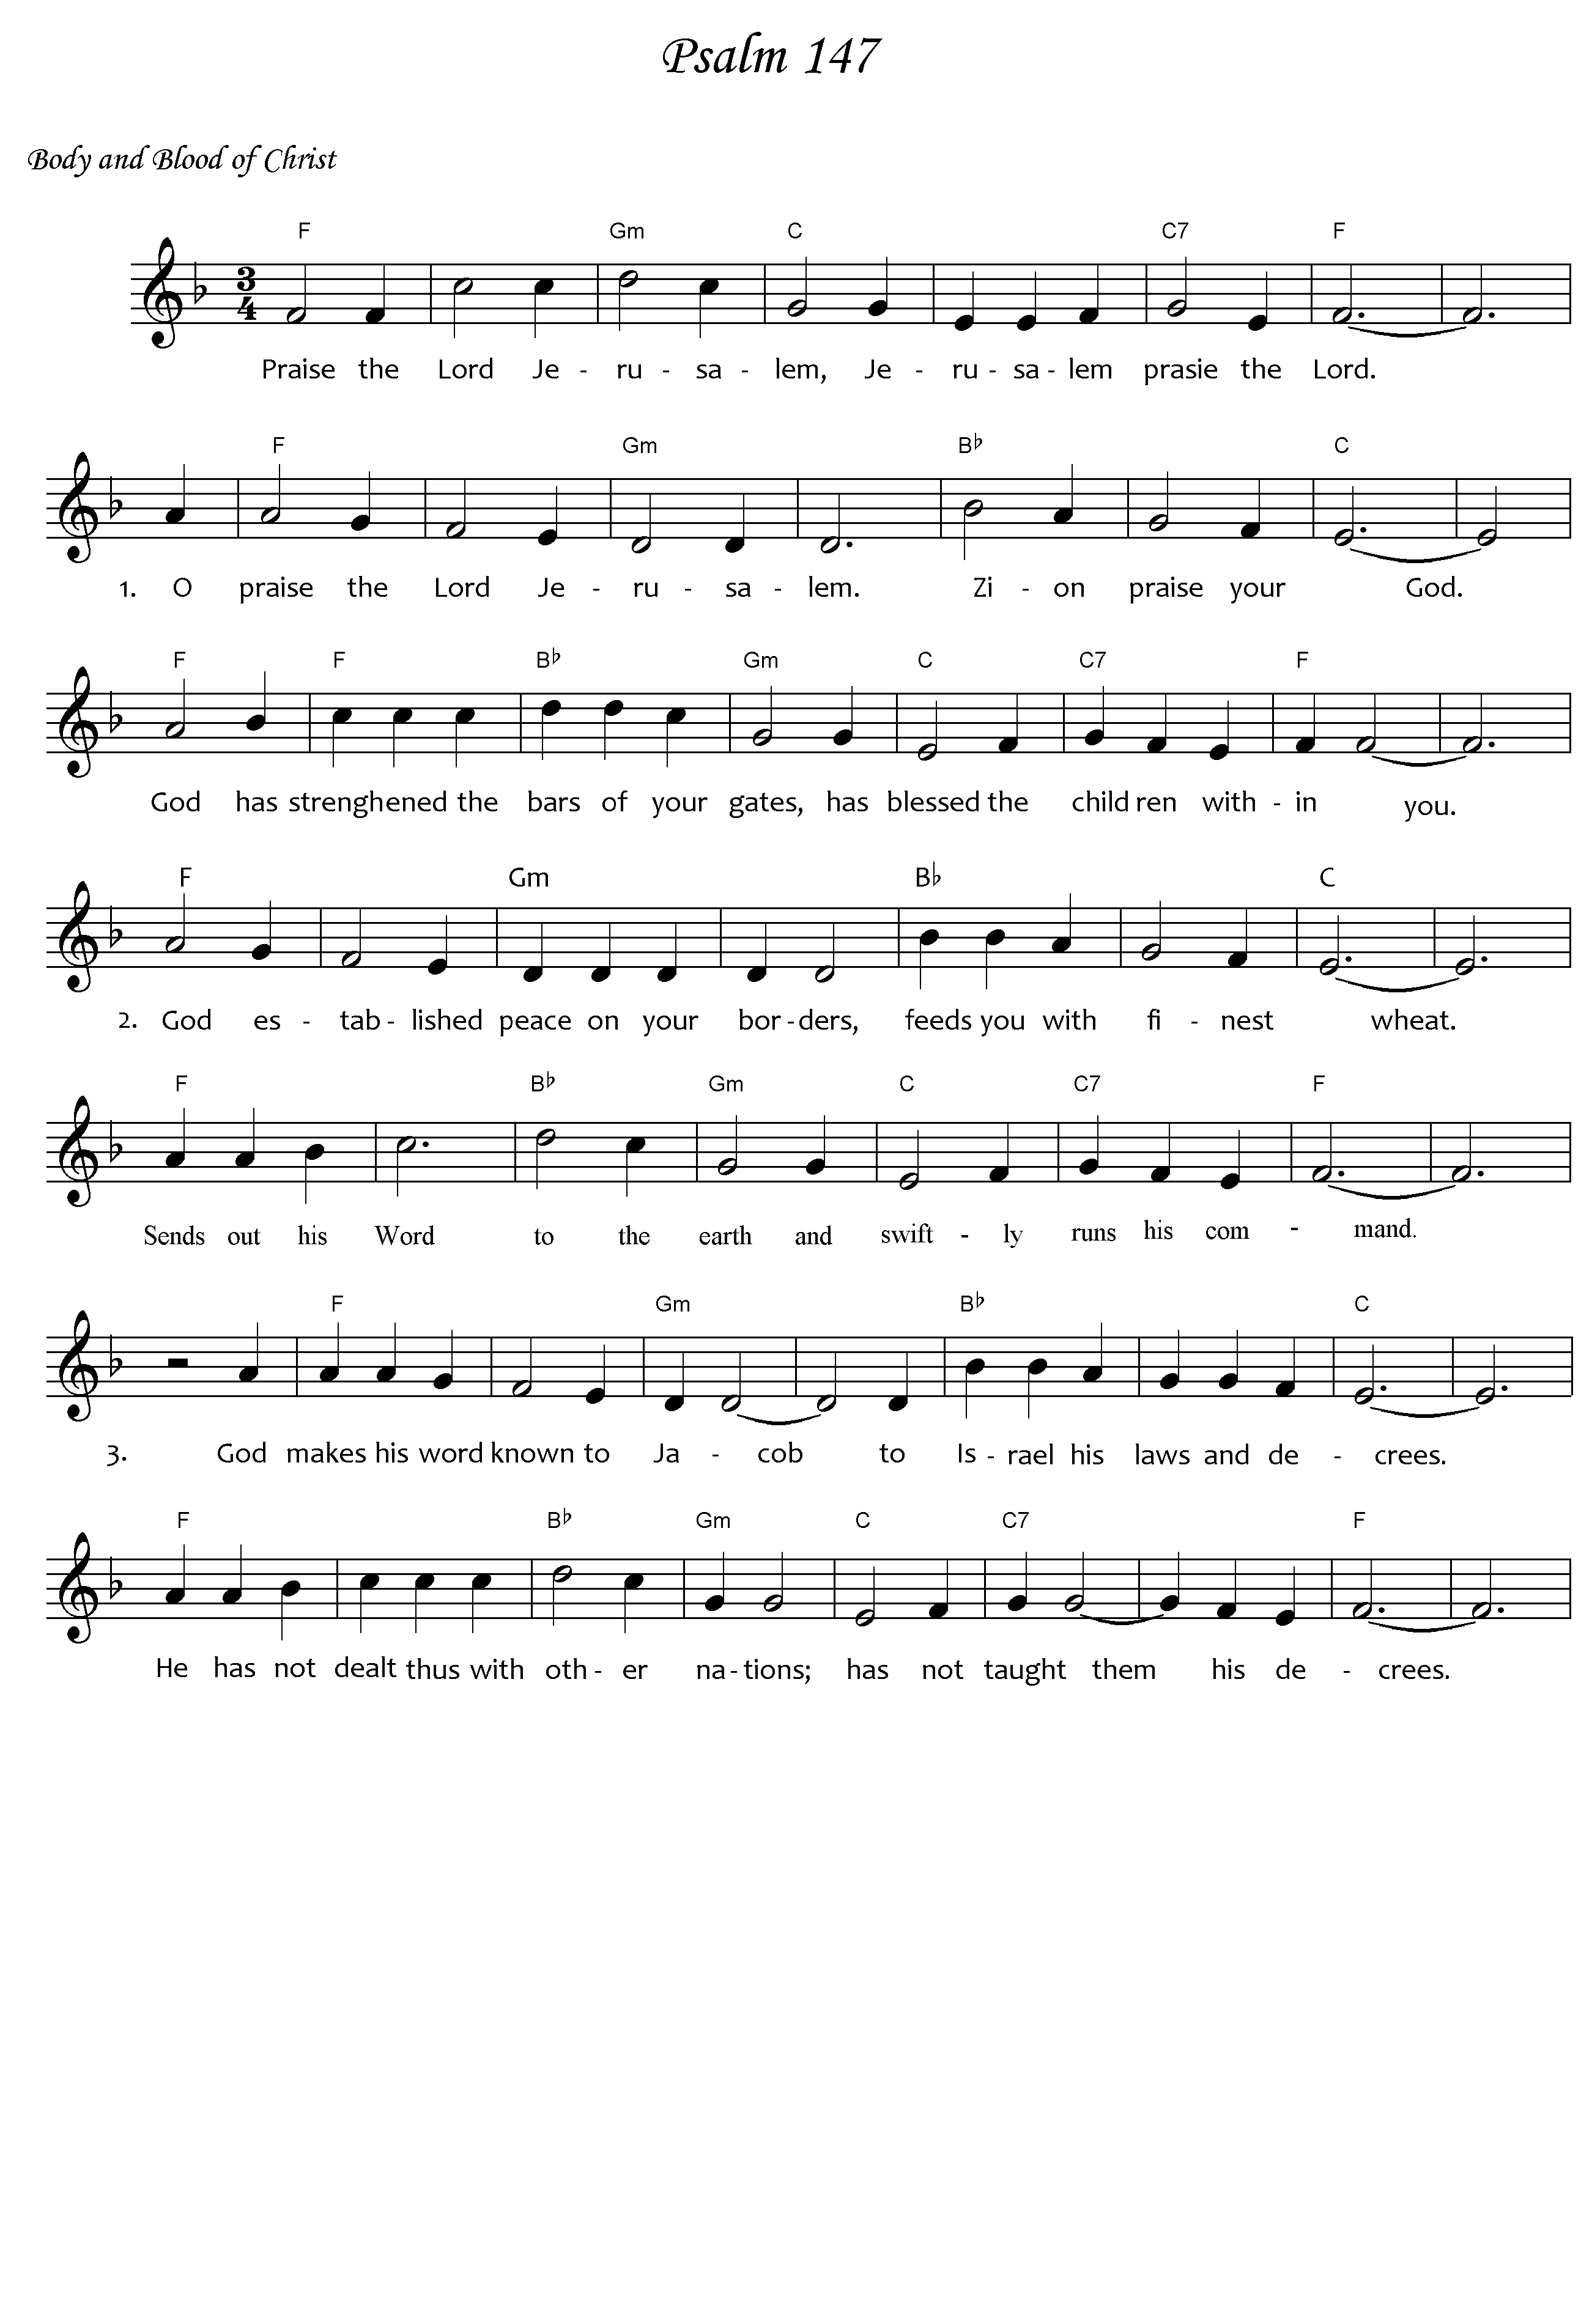 Psalm 147
Body and Blood of Christ
F Gm C C7 F
3
4
Praise the Lord Je - ru - sa - lem, Je - ru - sa - lem prasie the Lord.
F Gm B♭ C
1. O praise the Lord Je - ru - sa - lem. Zi - on praise your God.
F F B♭ Gm C C7 F
God has strenghened the bars of your gates, has blessed the child ren with - in you.
F Gm B♭ C
2. God es - tab - lished peace on your bor - ders, feeds you with fi - nest wheat.
F B♭ Gm C C7 F
Sends out his Word to the earth and swift - ly runs his com - mand.
F Gm B♭ C
3. God makes his word known to Ja - cob to Is - rael his laws and de - crees.
F B♭ Gm C C7 F
He has not dealt thus with oth - er na - tions; has not taught them his de - crees.